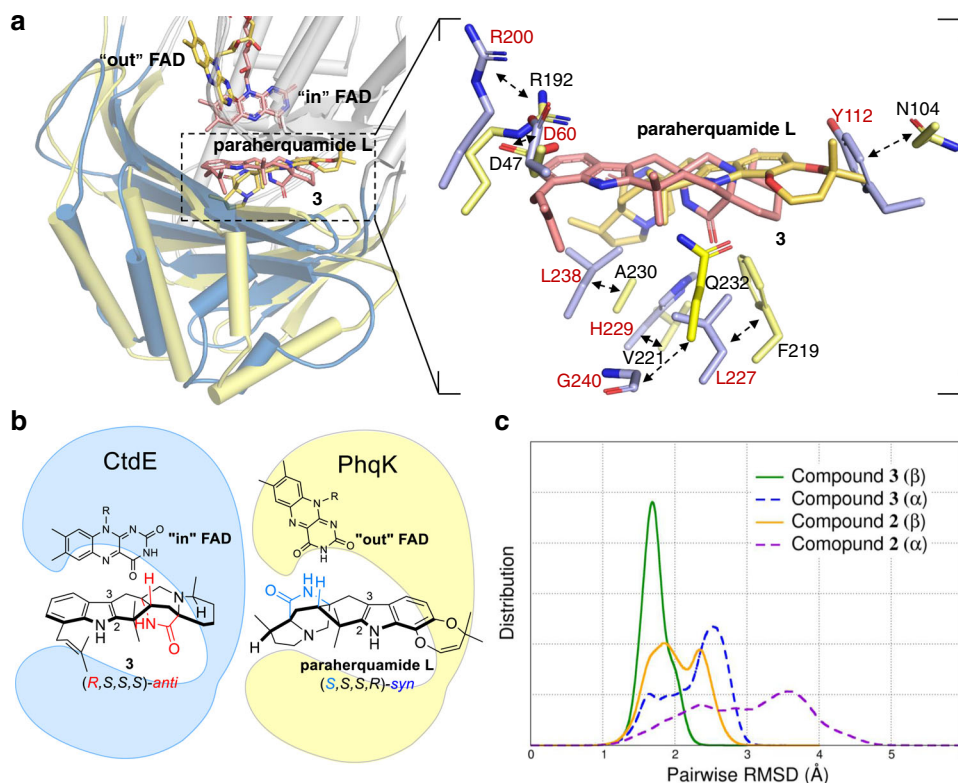 a
"out" FAD
"in" FAD
paraherquamide L
3
R200
R192
D60
D47
paraherquamide L
Y112
N104
3
L238
A230
Q232
H229
V221
F219
G240
L227
b
CtdE
R
N
N
O
NH
N
O
"in" FAD
H
N
H
3
N
H
2
HN
O
3
(R,S,S,S)-anti
PhqK
R
N
N
O
NH
N
O
"out" FAD
H
N
H
O
3
N
H
2
N
H
O
O
paraherquamide L
(S,S,S,R)-syn
c
Distribution
Compound 3 (β)
Compound 3 (α)
Compound 2 (β)
Comopund 2 (α)
0 1 2 3 4 5
Pairwise RMSD (Å)